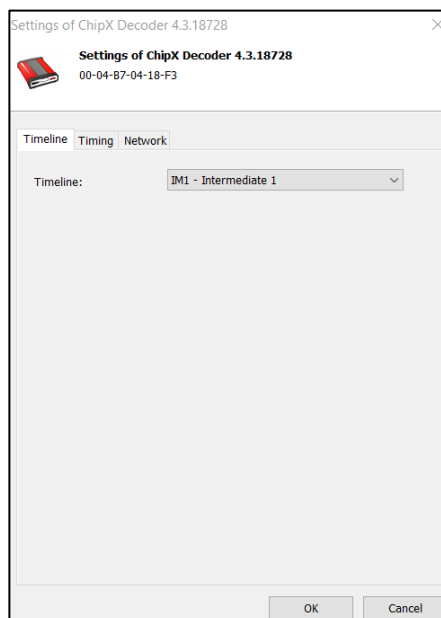 Settings of ChipX Decoder 4.3.18728
Settings of ChipX Decoder 4.3.18728
00-04-B7-04-18-F3
Timeline Timing Network
Timeline: IM1 - Intermediate 1
OK Cancel